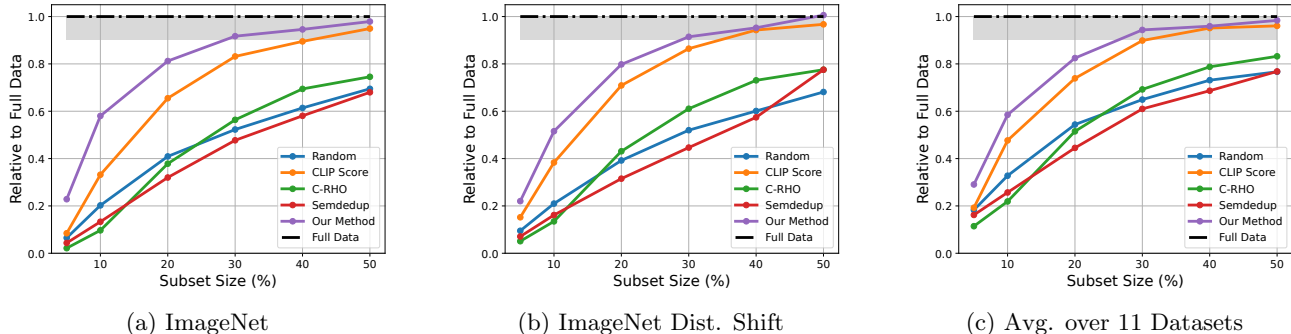 Relative to Full Data
1.0
0.8
0.6
0.4
0.2
0.0
10
20
30
40
50
Subset Size (%)
Random
CLIP Score
C-RHO
Semdedup
Our Method
Full Data
(a) ImageNet
Relative to Full Data
1.0
0.8
0.6
0.4
0.2
0.0
10
20
30
40
50
Subset Size (%)
Random
CLIP Score
C-RHO
Semdedup
Our Method
Full Data
(b) ImageNet Dist. Shift
Relative to Full Data
1.0
0.8
0.6
0.4
0.2
0.0
10
20
30
40
50
Subset Size (%)
Random
CLIP Score
C-RHO
Semdedup
Our Method
Full Data
(c) Avg. over 11 Datasets